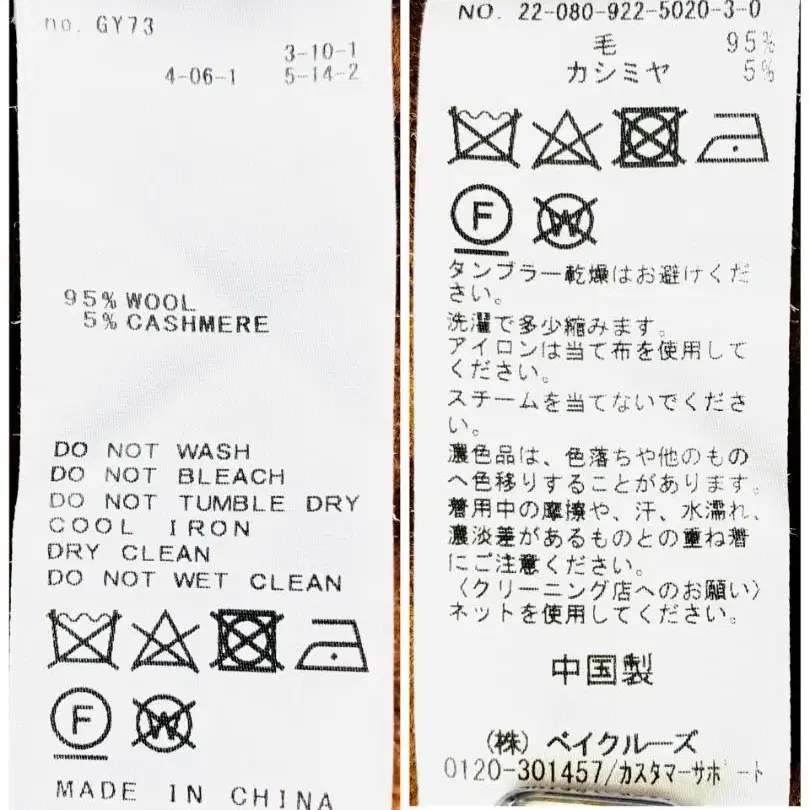 no. GY73
3-10-1
4-06-1 5-14-2
95% WOOL
5% CASHMERE
DO NOT WASH
DO NOT BLEACH
DO NOT TUMBLE DRY
COOL IRON
DRY CLEAN
DO NOT WET CLEAN
F
W
MADE IN CHINA
NO. 22-080-922-5020-3-0
毛 95%
カシミヤ 5%
F
W
タンブラー乾燥はお避けくだ
さい。
洗濯で多少縮みます。
アイロンは当て布を使用して
ください。
スチームを当てないでくださ
い。
濃色品は、色落ちや他のもの
へ色移りすることがあります。
着用中の摩擦や、汗、水濡れ、
濃淡差があるものとの重ね着
にご注意ください。
〈クリーニング店へのお願い〉
ネットを使用してください。
中国製
(株) ベイクルーズ
0120-301457/カスタマーサポート